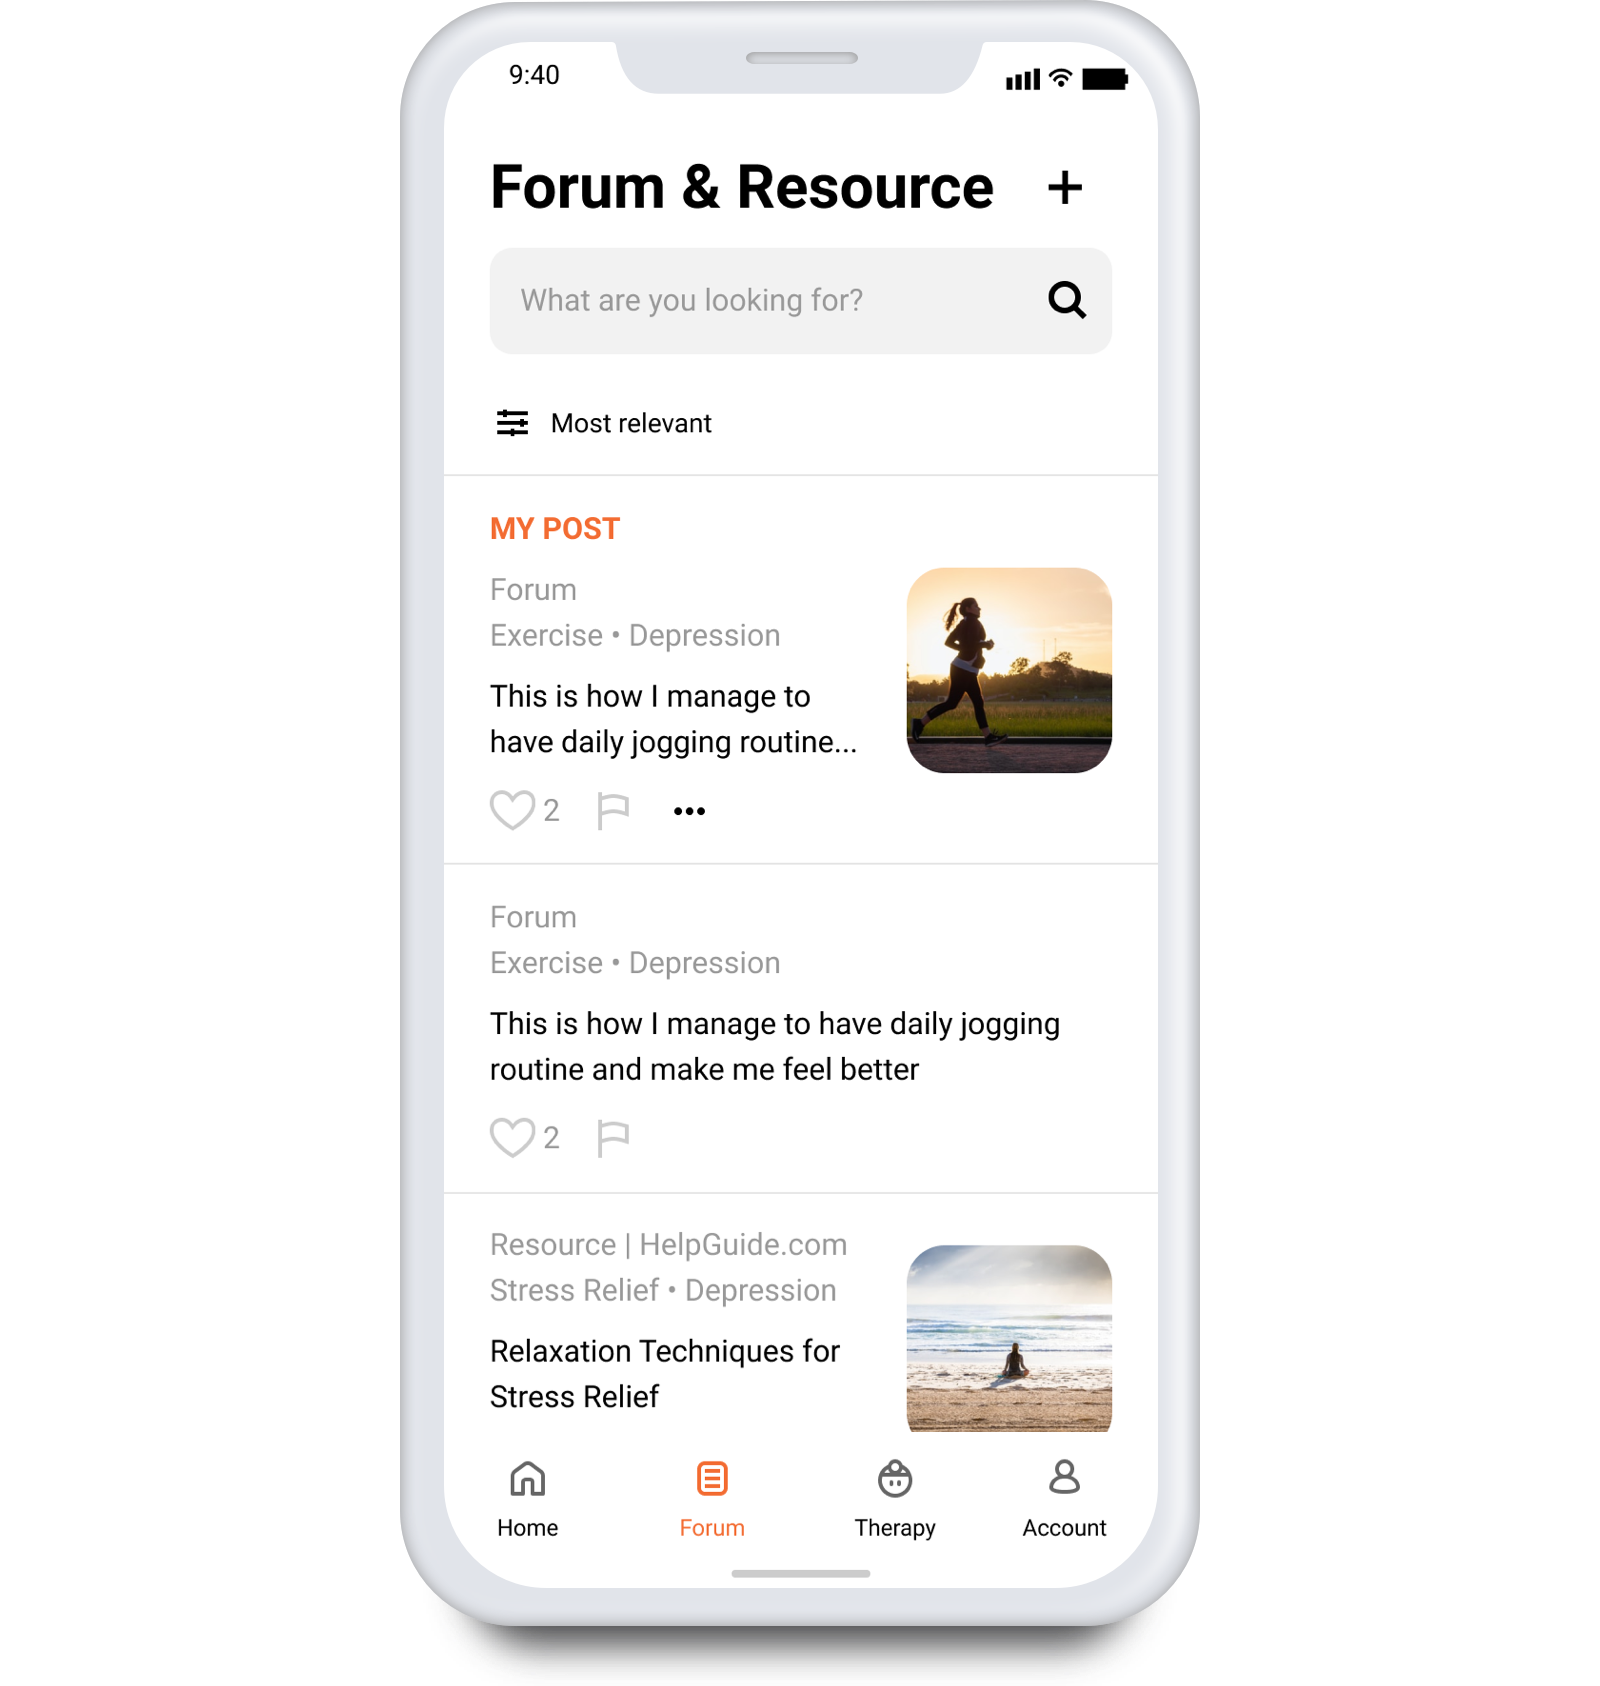 9:40
Forum & Resource
What are you looking for?
Most relevant
MY POST
Forum
Exercise • Depression
This is how I manage to
have daily jogging routine...
2
Forum
Exercise • Depression
This is how I manage to have daily jogging
routine and make me feel better
2
Resource | HelpGuide.com
Stress Relief • Depression
Relaxation Techniques for
Stress Relief
Home
Forum
Therapy
Account